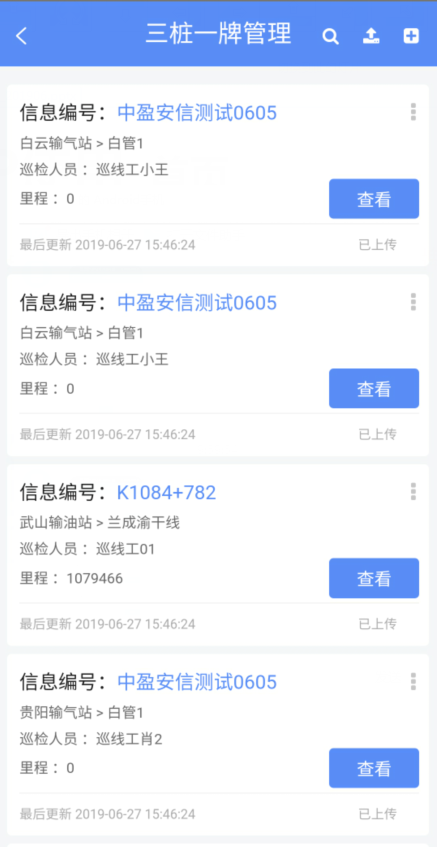 三桩一牌管理
信息编号：中盈安信测试0605
白云输气站 > 白管1
巡检人员：巡线工小王
里程：0
查看
最后更新 2019-06-27 15:46:24 已上传
信息编号：中盈安信测试0605
白云输气站 > 白管1
巡检人员：巡线工小王
里程：0
查看
最后更新 2019-06-27 15:46:24 已上传
信息编号：K1084+782
武山输油站 > 兰成渝干线
巡检人员：巡线工01
里程：1079466
查看
最后更新 2019-06-27 15:46:24 已上传
信息编号：中盈安信测试0605
贵阳输气站 > 白管1
巡检人员：巡线工肖2
里程：0
查看
最后更新 2019-06-27 15:46:24 已上传